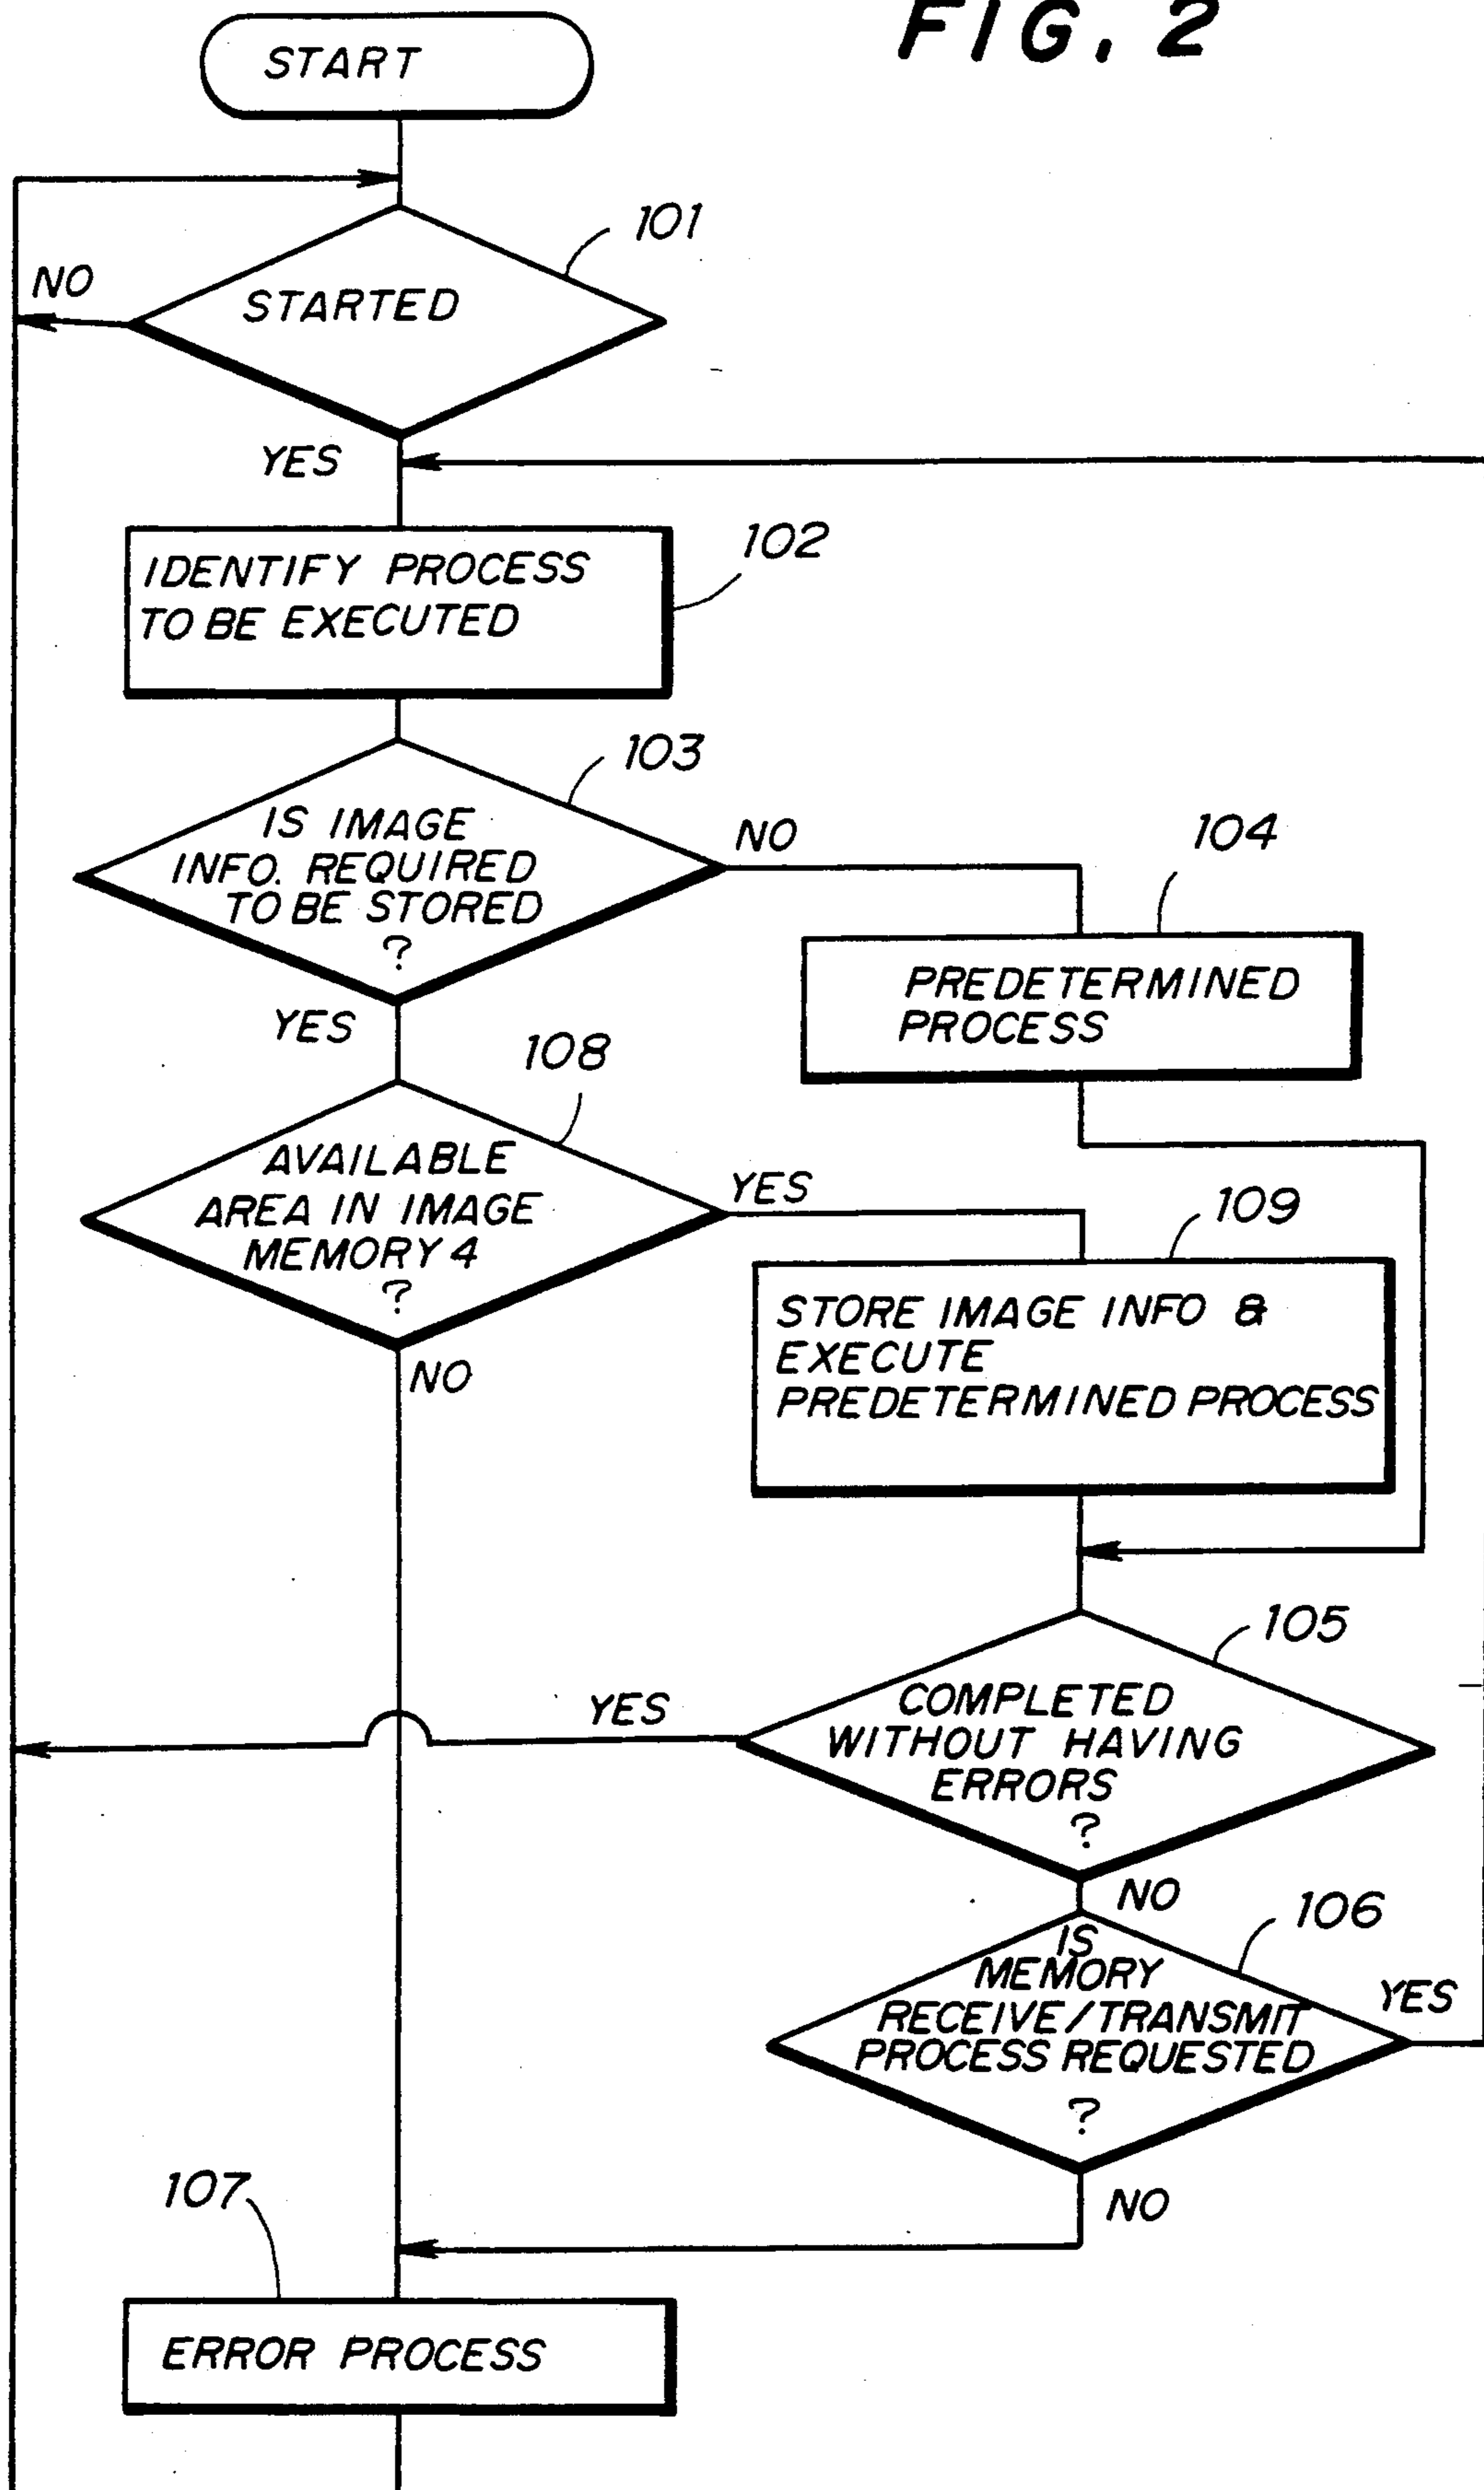 FIG. 2
START
101
NO
STARTED
YES
102
IDENTIFY PROCESS
TO BE EXECUTED
103
IS IMAGE
INFO. REQUIRED
TO BE STORED
?
NO
104
PREDETERMINED
PROCESS
YES
108
AVAILABLE
AREA IN IMAGE
MEMORY 4
?
YES
109
STORE IMAGE INFO &
EXECUTE
PREDETERMINED PROCESS
NO
105
COMPLETED
WITHOUT HAVING
ERRORS
?
YES
NO
106
IS
MEMORY
RECEIVE/TRANSMIT
PROCESS REQUESTED
?
YES
NO
107
ERROR PROCESS